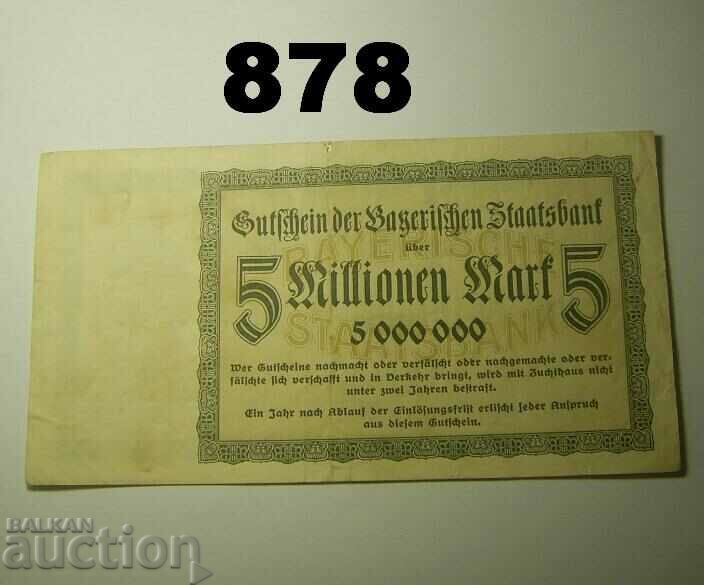 878
Gutschein der Bayerischen Staatsbank
über
BAYERISCHE
5 Millionen Mark 5
STAATSBANK
5 000 000
Wer Gutscheine nachmacht oder verfälscht oder nachgemachte oder ver-
fälschte sich verschafft und in Verkehr bringt, wird mit Zuchthaus nicht
unter zwei Jahren bestraft.
Ein Jahr nach Ablauf der Einlösungsfrist erlischt jeder Anspruch
aus diesem Gutschein.
BALKAN
auction